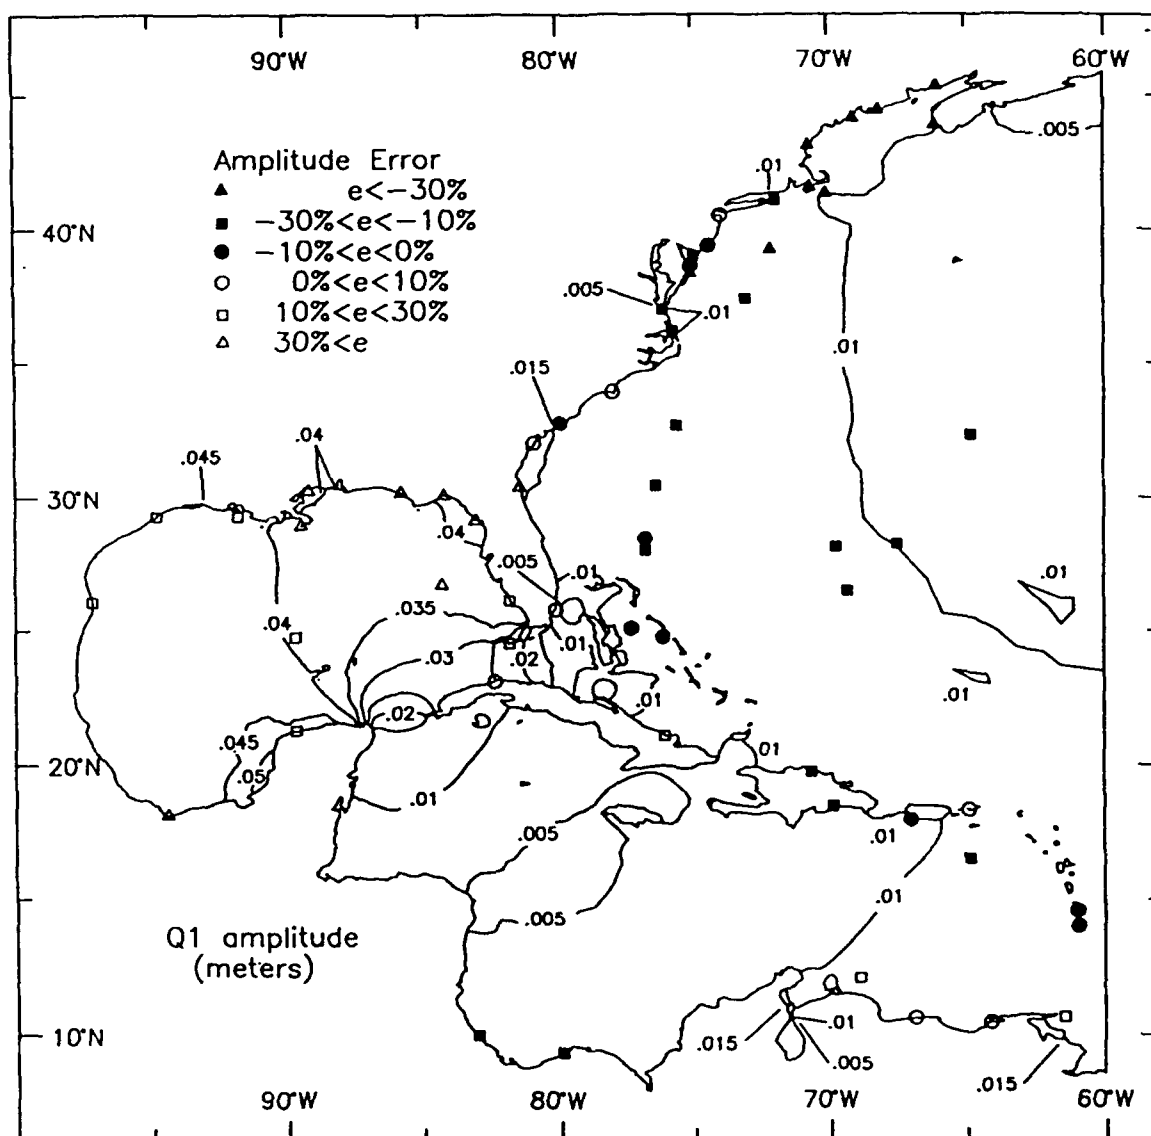 90°W 80°W 70°W 60°W
.005
.01
Amplitude Error
e<-30%
-30%<e<-10%
-10%<e<0%
0%<e<10%
10%<e<30%
30%<e
40°N
.005
.01
.01
.015
.04
.045
30°N
.04
.005
.01
.01
.035
.04
.01
.03
.02
.01
.01
.02
.045
.01
20°N
.05
.01
.005
.01
.01
.005
Q1 amplitude
(meters)
.01
.015
.005
.015
10°N
90°W 80°W 70°W 60°W